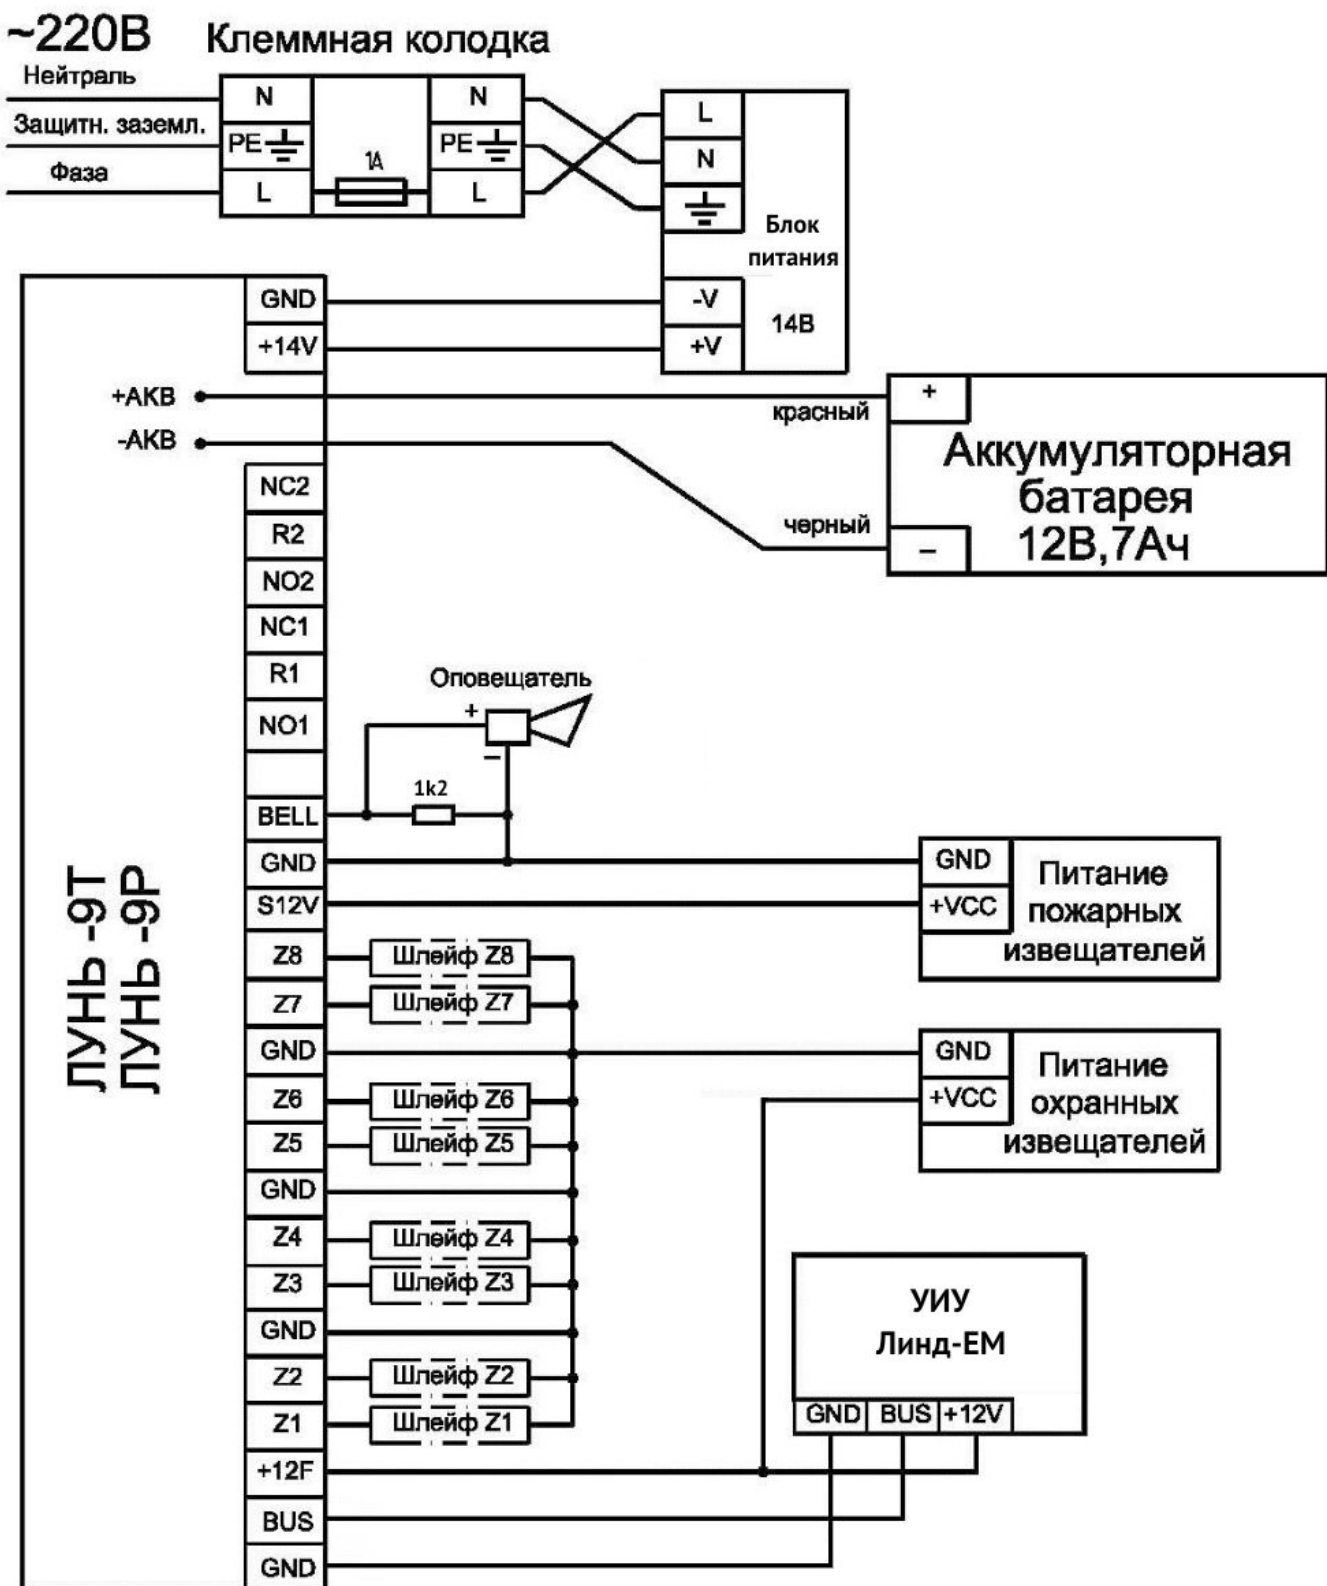 ~220В Клеммная колодка
Нейтраль
Защитн. заземл.
Фаза
N
PE
L
1А
N
PE
L
L
N
Блок
питания
14В
-V
+V
GND
+14V
+АКВ
-АКВ
красный
черный
+
–
Аккумуляторная
батарея
12В,7Ач
NC2
R2
NO2
NC1
R1
NO1
Оповещатель
+
–
1k2
BELL
GND
S12V
GND
+VCC
Питание
пожарных
извещателей
ЛУНЬ -9Т
ЛУНЬ -9Р
Z8 Шлейф Z8
Z7 Шлейф Z7
GND
GND
+VCC
Питание
охранных
извещателей
Z6 Шлейф Z6
Z5 Шлейф Z5
GND
Z4 Шлейф Z4
Z3 Шлейф Z3
GND
Z2 Шлейф Z2
Z1 Шлейф Z1
УИУ
Линд-ЕМ
GND BUS +12V
+12F
BUS
GND